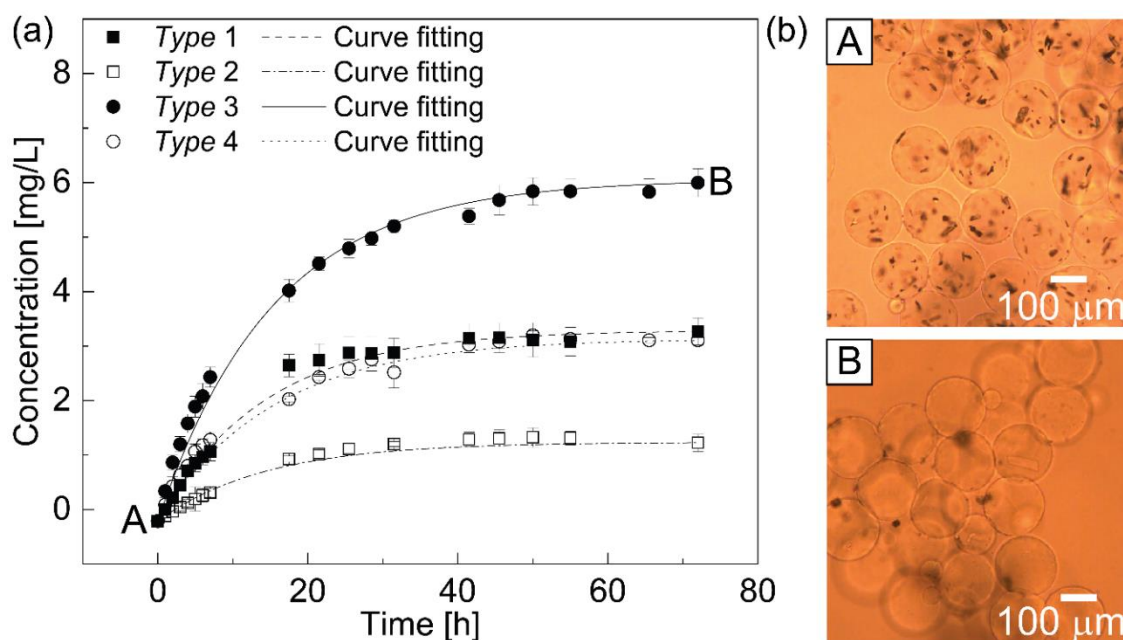 (a)
Type 1 Curve fitting
Type 2 Curve fitting
Type 3 Curve fitting
Type 4 Curve fitting
8
6
4
2
0
A
B
0 20 40 60 80
Concentration [mg/L]
Time [h]
(b)
A
100 µm
B
100 µm